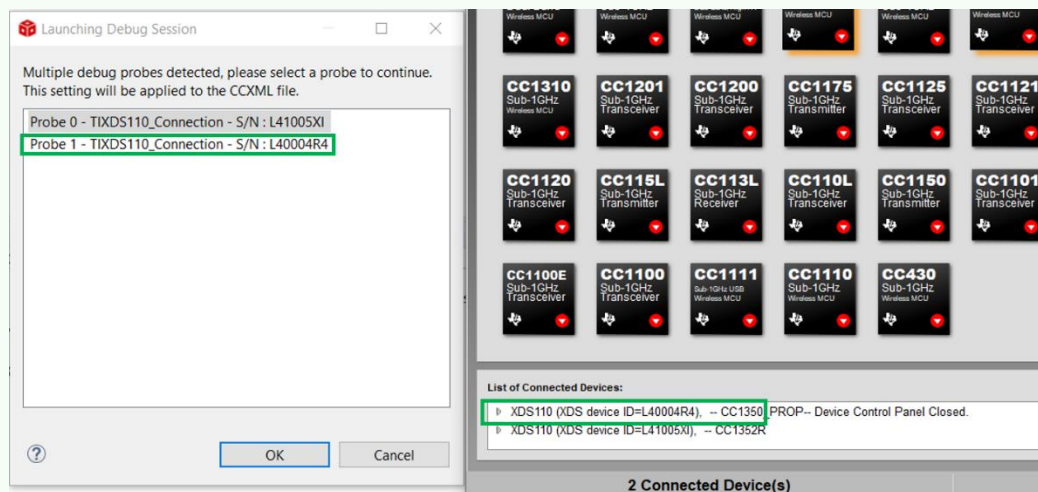 Launching Debug Session
Multiple debug probes detected, please select a probe to continue.
This setting will be applied to the CCXML file.
Probe 0 - TIXDS110_Connection - S/N : L41005XI
Probe 1 - TIXDS110_Connection - S/N : L40004R4
?
OK
Cancel
Wireless MCU
Wireless MCU
Wireless MCU
Wireless MCU
Wireless MCU
CC1310
Sub-1GHz
Wireless MCU
CC1201
Sub-1GHz
Transceiver
CC1200
Sub-1GHz
Transceiver
CC1175
Sub-1GHz
Transmitter
CC1125
Sub-1GHz
Transceiver
CC1121
Sub-1GHz
Transceiver
CC1120
Sub-1GHz
Transceiver
CC115L
Sub-1GHz
Transmitter
CC113L
Sub-1GHz
Receiver
CC110L
Sub-1GHz
Transceiver
CC1150
Sub-1GHz
Transmitter
CC1101
Sub-1GHz
Transceiver
CC1100E
Sub-1GHz
Transceiver
CC1100
Sub-1GHz
Transceiver
CC1111
Sub-1GHz USB
Wireless MCU
CC1110
Sub-1GHz
Wireless MCU
CC430
Sub-1GHz
Wireless MCU
List of Connected Devices:
XDS110 (XDS device ID=L40004R4), -- CC1350_PROP-- Device Control Panel Closed.
XDS110 (XDS device ID=L41005XI), -- CC1352R
2 Connected Device(s)